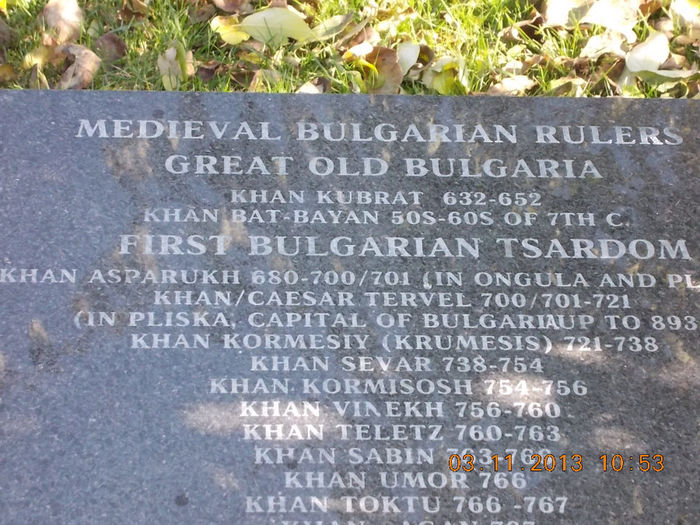 MEDIEVAL BULGARIAN RULERS
GREAT OLD BULGARIA
KHAN KUBRAT 632-652
KHAN BAT-BAYAN 50S-60S OF 7TH C.
FIRST BULGARIAN TSARDOM
KHAN ASPARUKH 680-700/701 (IN ONGULA AND PL
KHAN/CAESAR TERVEL 700/701-721
(IN PLISKA, CAPITAL OF BULGARIAUP TO 893
KHAN KORMESIY (KRUMESIS) 721-738
KHAN SEVAR 738-754
KHAN KORMISOSH 754-756
KHAN VINEKH 756-760
KHAN TELETZ 760-763
KHAN SABIN
KHAN UMOR 766
KHAN TOKTU 766 -767
KHAN
03.11.2013 10:53